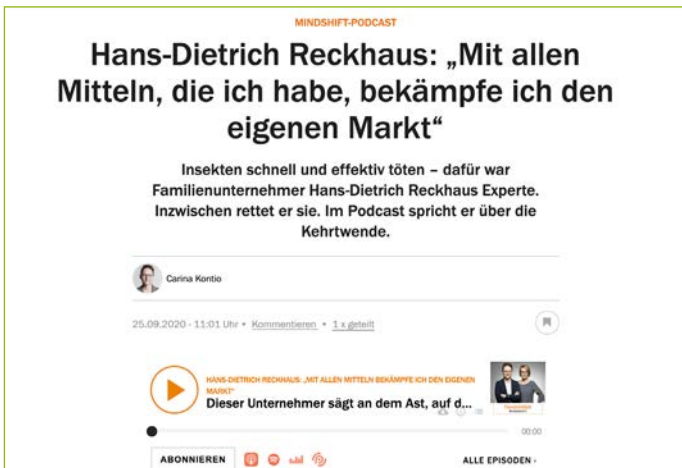 MINDSHIFT-PODCAST
Hans-Dietrich Reckhaus: „Mit allen
Mitteln, die ich habe, bekämpfe ich den
eigenen Markt“
Insekten schnell und effektiv töten – dafür war
Familienunternehmer Hans-Dietrich Reckhaus Experte.
Inzwischen rettet er sie. Im Podcast spricht er über die
Kehrtwende.
Carina Kontio
25.09.2020 - 11:01 Uhr • Kommentieren • 1 x geteilt
HANS-DIETRICH RECKHAUS: „MIT ALLEN MITTELN BEKÄMPFE ICH DEN EIGENEN
MARKT“
Dieser Unternehmer sägt an dem Ast, auf d...
00:00
ABONNIEREN
ALLE EPISODEN ›